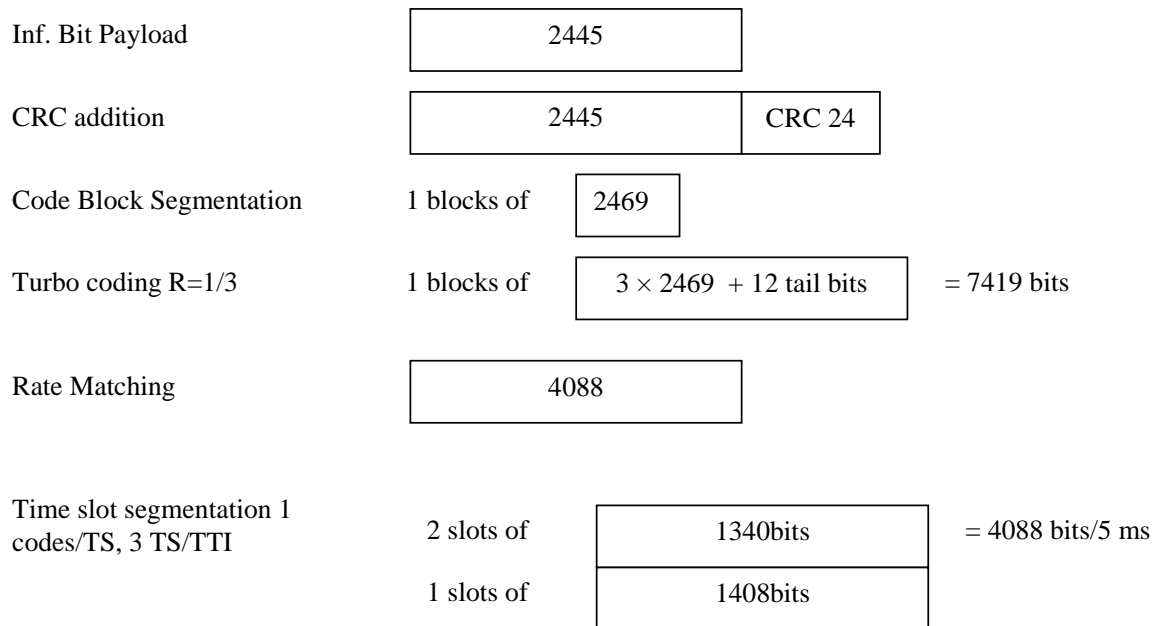 Inf. Bit Payload 2445
CRC addition 2445 CRC 24
Code Block Segmentation 1 blocks of 2469
Turbo coding R=1/3 1 blocks of 3 × 2469 + 12 tail bits = 7419 bits
Rate Matching 4088
Time slot segmentation 1
codes/TS, 3 TS/TTI 2 slots of 1340bits = 4088 bits/5 ms
1 slots of 1408bits